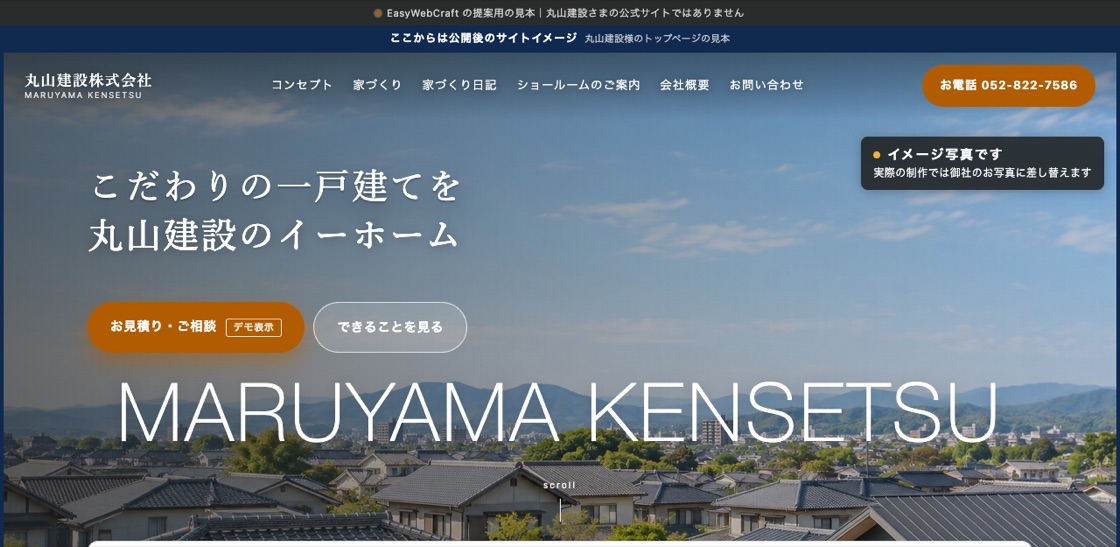 EasyWebCraft の提案用の見本｜丸山建設さまの公式サイトではありません
ここからは公開後のサイトイメージ 丸山建設様のトップページの見本
丸山建設株式会社
MARUYAMA KENSETSU
コンセプト 家づくり 家づくり日記 ショールームのご案内 会社概要 お問い合わせ
お電話 052-822-7586
イメージ写真です
実際の制作では御社のお写真に差し替えます
こだわりの一戸建てを
丸山建設のイーホーム
お見積り・ご相談 デモ表示
できることを見る
MARUYAMA KENSETSU
scroll